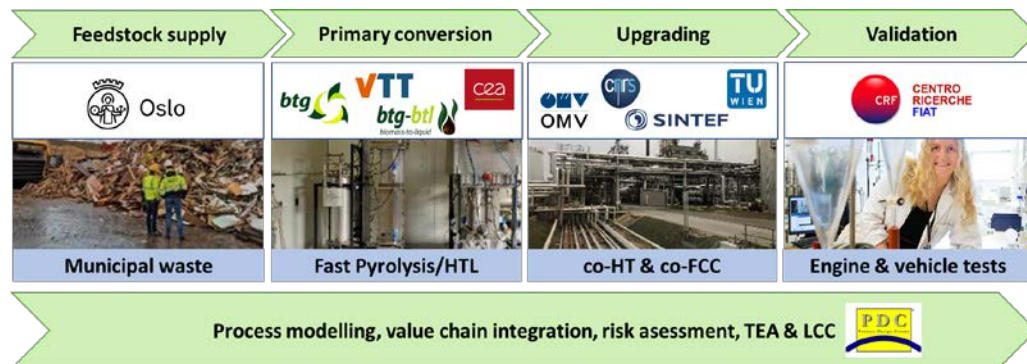 Feedstock supply
Primary conversion
Upgrading
Validation
Oslo
btg
VTT
btg-btl
biomass-to-liquid
cea
OMV
OMV
cnrs
SINTEF
TU
WIEN
CRF
CENTRO
RICERCHE
FIAT
Municipal waste
Fast Pyrolysis/HTL
co-HT & co-FCC
Engine & vehicle tests
Process modelling, value chain integration, risk asessment, TEA & LCC
PDC